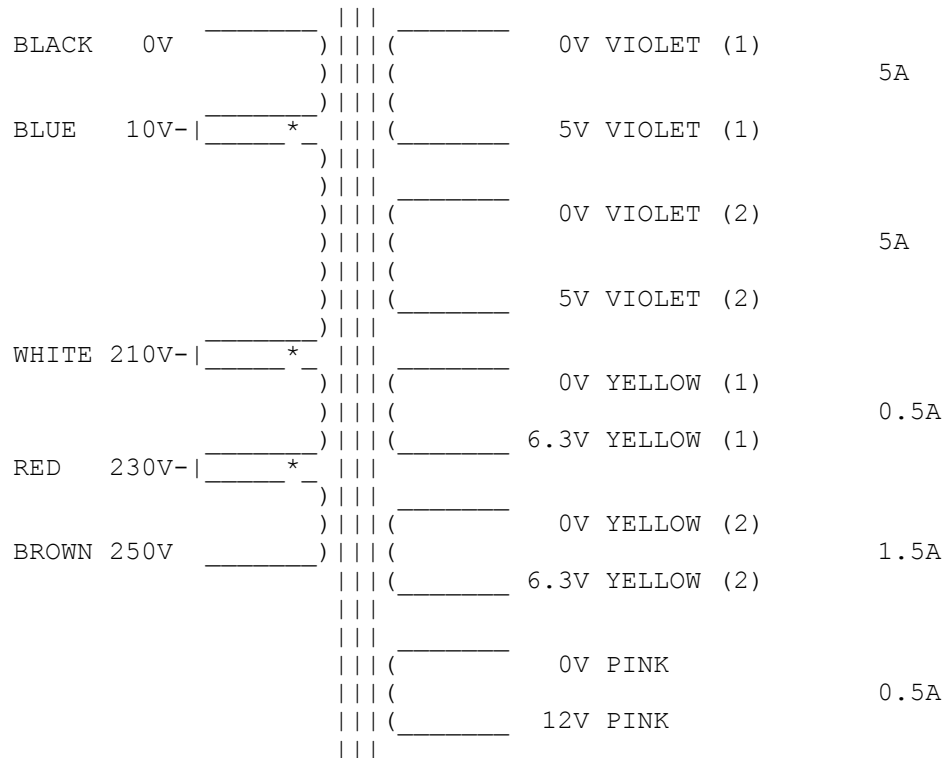 BLACK 0V 0V VIOLET (1)
5A
BLUE 10V-| * 5V VIOLET (1)
0V VIOLET (2)
5A
5V VIOLET (2)
WHITE 210V-| *
0V YELLOW (1)
0.5A
6.3V YELLOW (1)
RED 230V-| *
0V YELLOW (2)
BROWN 250V 1.5A
6.3V YELLOW (2)
0V PINK
0.5A
12V PINK